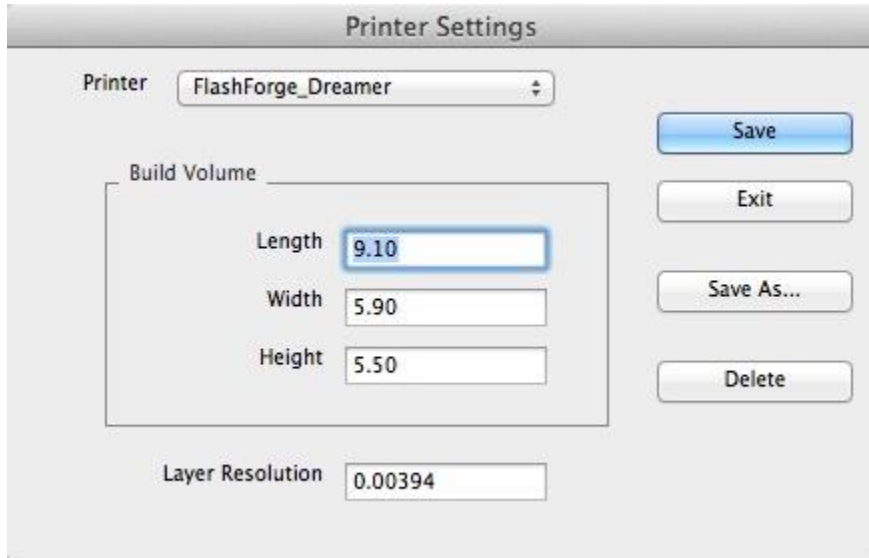 Printer Settings
Printer FlashForge_Dreamer
Save
Build Volume
Exit
Length 9.10
Width 5.90
Save As...
Height 5.50
Delete
Layer Resolution 0.00394